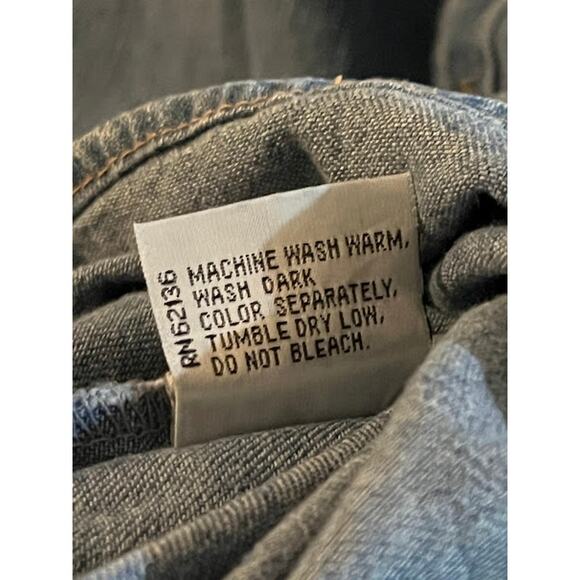 RN62136
MACHINE WASH WARM,
WASH DARK
COLOR SEPARATELY,
TUMBLE DRY LOW,
DO NOT BLEACH.